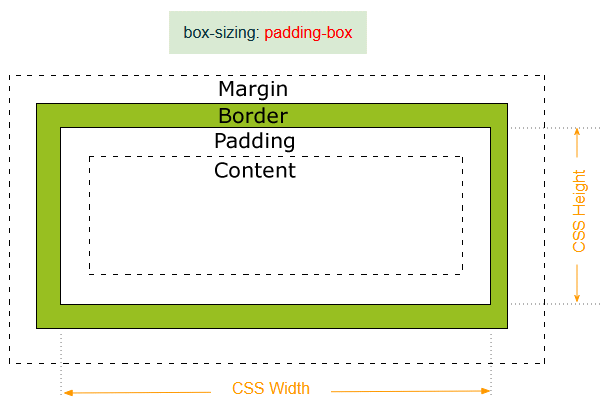 box-sizing: padding-box
Margin
Border
Padding
Content
CSS Height
CSS Width